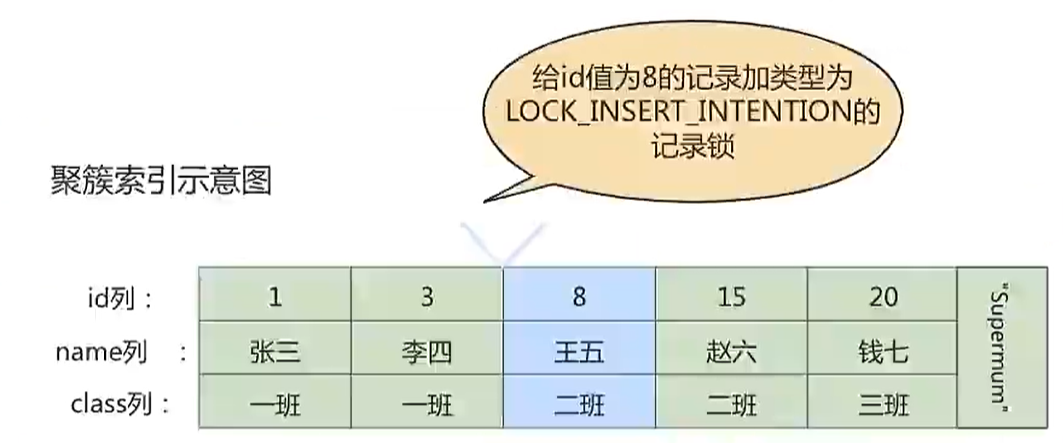 给id值为8的记录加类型为
LOCK_INSERT_INTENTION的
记录锁
聚簇索引示意图
id列： 1 3 8 15 20 "Supermum"
name列 ： 张三 李四 王五 赵六 钱七
class列： 一班 一班 二班 二班 三班